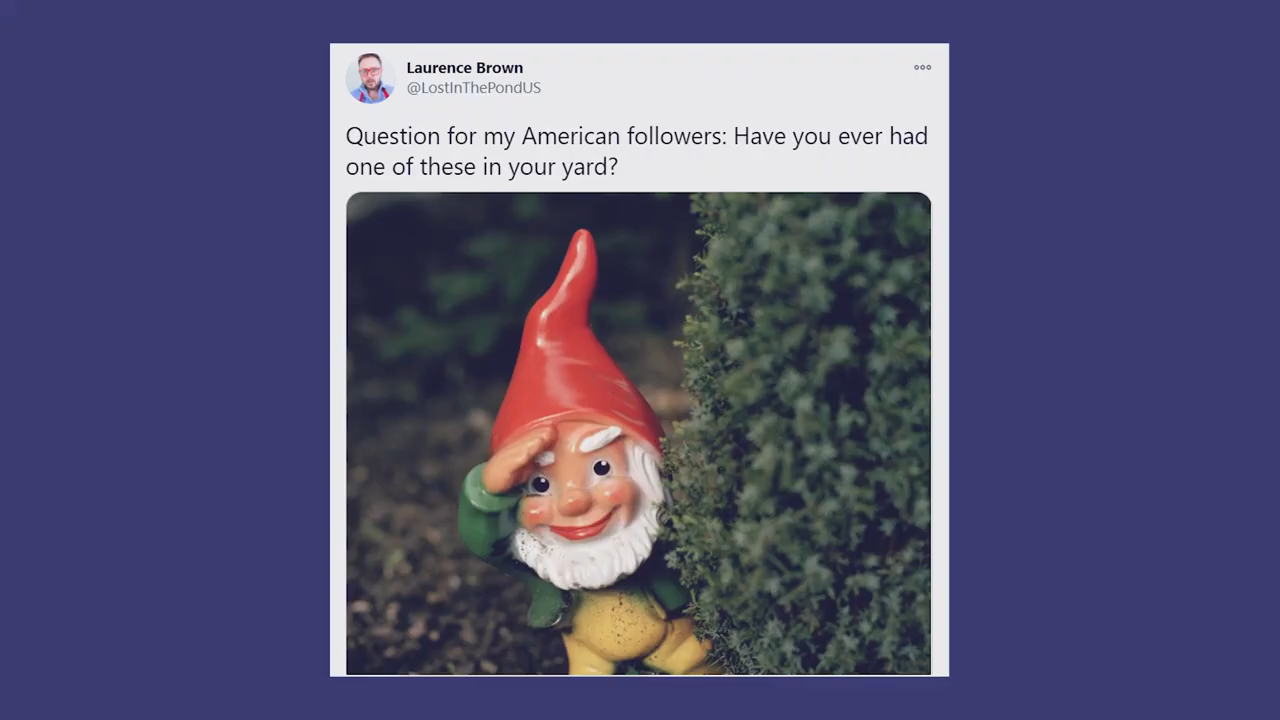 Laurence Brown
@LostInThePondUS
Question for my American followers: Have you ever had
one of these in your yard?